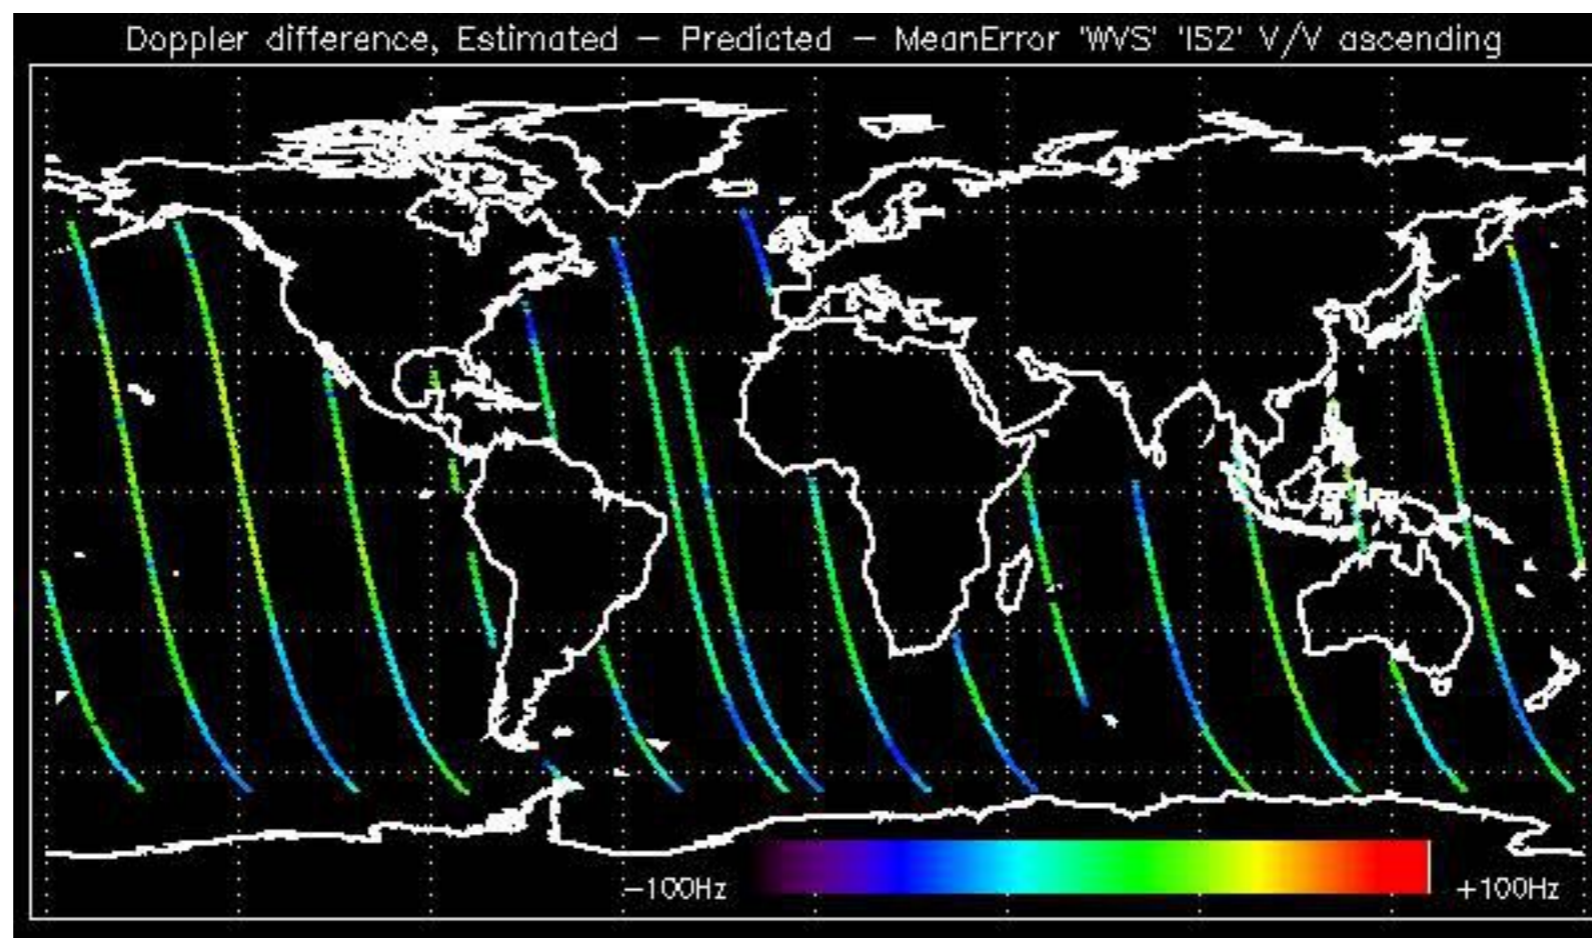 Doppler difference, Estimated – Predicted – MeanError 'WVS' 'IS2' V/V ascending
-100Hz +100Hz